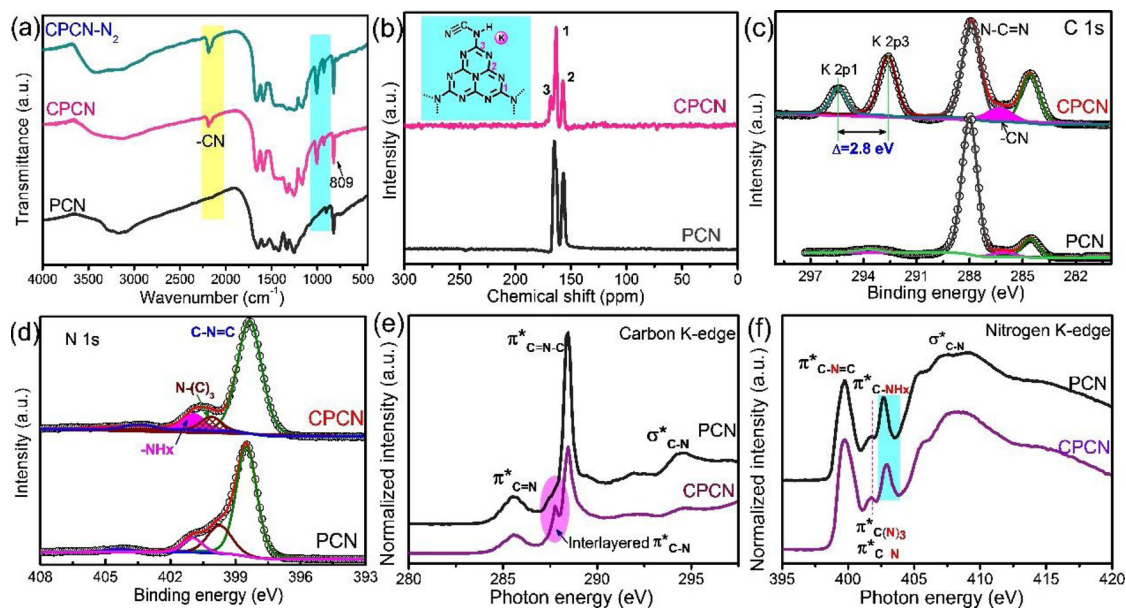 (a)
CPCN-N₂
CPCN
-CN
PCN
809
Transmittance (a.u.)
4000 3500 3000 2500 2000 1500 1000 500
Wavenumber (cm⁻¹)
(b)
N
C
N
H
K
3
N
N
N
2
N
N
N
N
N
1
N
N
1
2
3
CPCN
PCN
Intensity (a.u.)
300 250 200 150 100 50 0
Chemical shift (ppm)
(c)
C 1s
N-C=N
K 2p3
K 2p1
CPCN
-CN
Δ=2.8 eV
PCN
Intensity (a.u.)
297 294 291 288 285 282
Binding energy (eV)
(d)
N 1s
C-N=C
N-(C)₃
CPCN
-NHx
PCN
Intensity (a.u.)
408 405 402 399 396 393
Binding energy (eV)
(e)
Carbon K-edge
π* C=N-C
PCN
σ* C-N
π* C=N
CPCN
Interlayered π* C-N
Normalized intensity (a.u.)
280 285 290 295
Photon energy (eV)
(f)
Nitrogen K-edge
σ* C-N
π* C-N=C
π* C-NHx
PCN
CPCN
π* C(N)3
π* C N
Normalized intensity (a.u.)
395 400 405 410 415 420
Photon energy (eV)